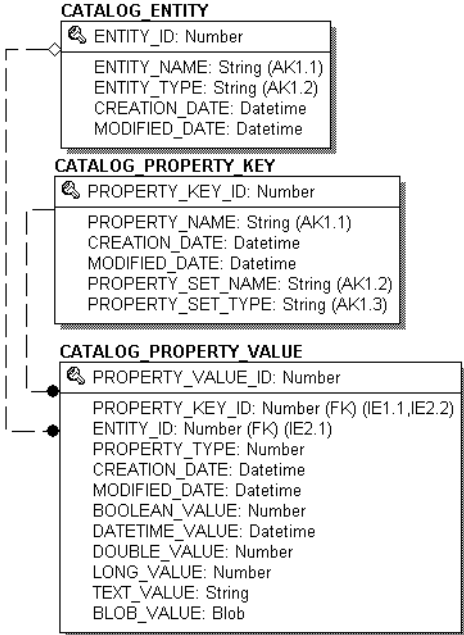 CATALOG_ENTITY
ENTITY_ID: Number
ENTITY_NAME: String (AK1.1)
ENTITY_TYPE: String (AK1.2)
CREATION_DATE: Datetime
MODIFIED_DATE: Datetime
CATALOG_PROPERTY_KEY
PROPERTY_KEY_ID: Number
PROPERTY_NAME: String (AK1.1)
CREATION_DATE: Datetime
MODIFIED_DATE: Datetime
PROPERTY_SET_NAME: String (AK1.2)
PROPERTY_SET_TYPE: String (AK1.3)
CATALOG_PROPERTY_VALUE
PROPERTY_VALUE_ID: Number
PROPERTY_KEY_ID: Number (FK) (IE1.1,IE2.2)
ENTITY_ID: Number (FK) (IE2.1)
PROPERTY_TYPE: Number
CREATION_DATE: Datetime
MODIFIED_DATE: Datetime
BOOLEAN_VALUE: Number
DATETIME_VALUE: Datetime
DOUBLE_VALUE: Number
LONG_VALUE: Number
TEXT_VALUE: String
BLOB_VALUE: Blob